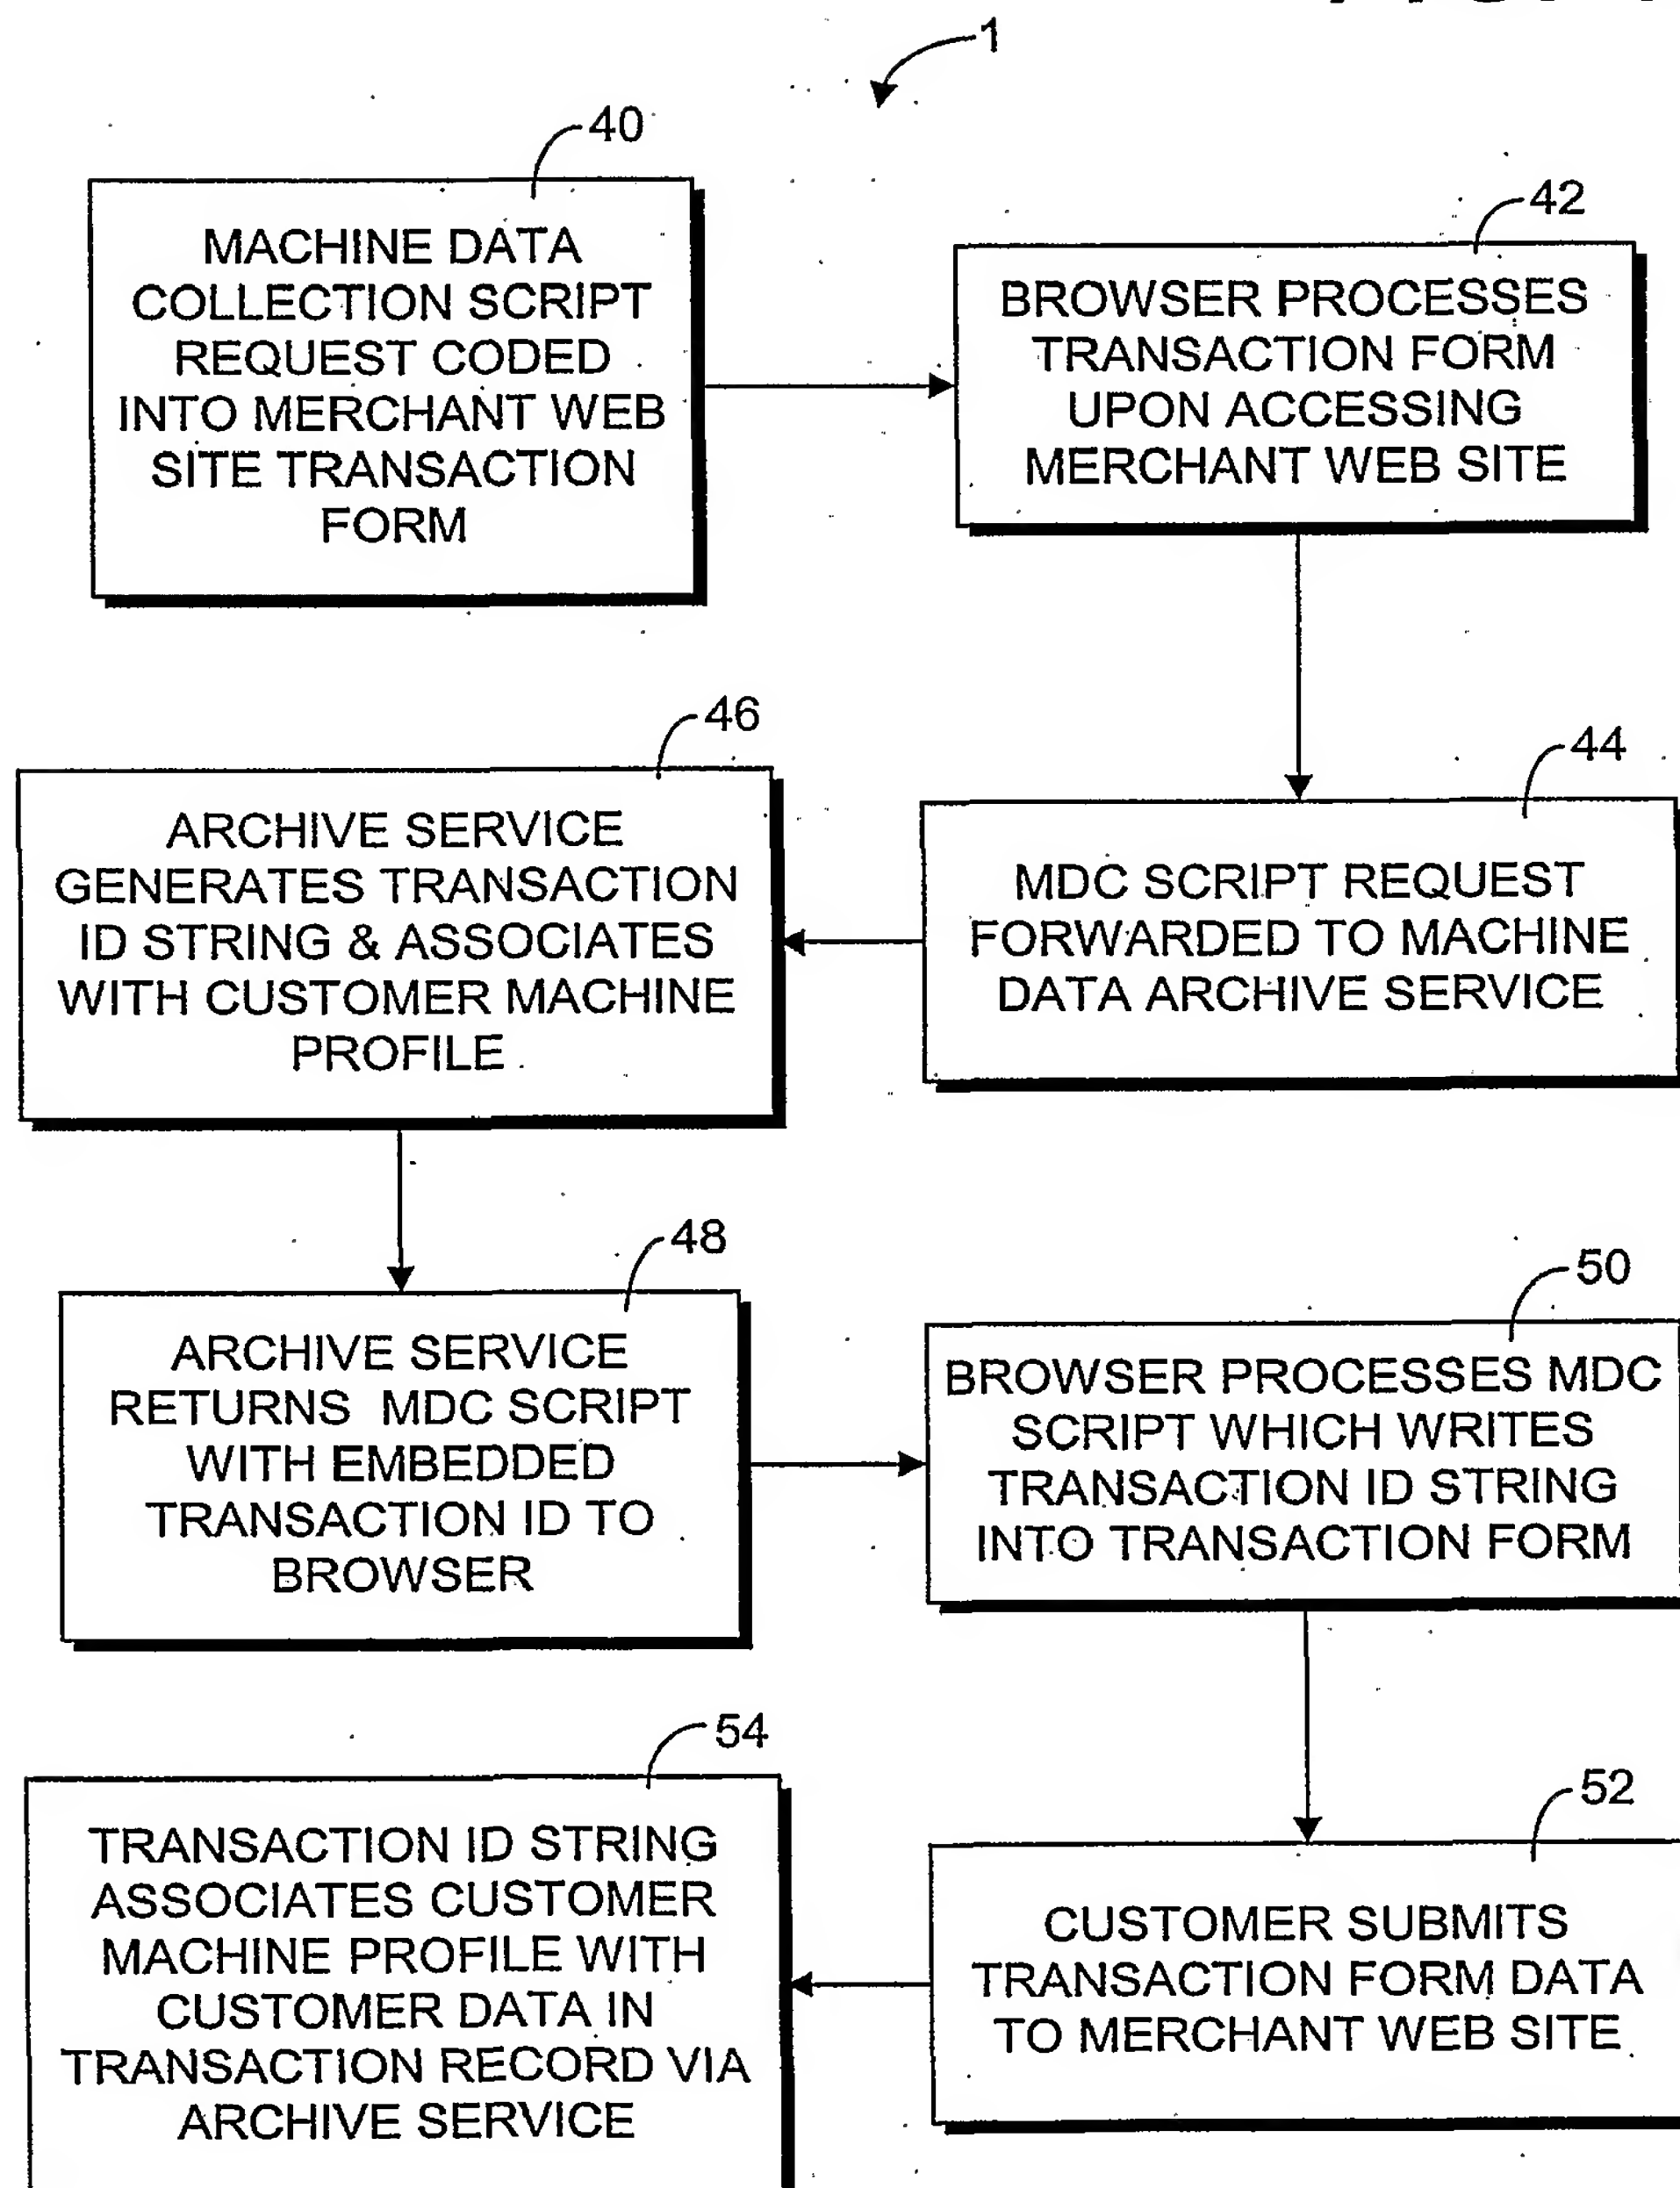 1
40
MACHINE DATA
COLLECTION SCRIPT
REQUEST CODED
INTO MERCHANT WEB
SITE TRANSACTION
FORM
42
BROWSER PROCESSES
TRANSACTION FORM
UPON ACCESSING
MERCHANT WEB SITE
44
MDC SCRIPT REQUEST
FORWARDED TO MACHINE
DATA ARCHIVE SERVICE
46
ARCHIVE SERVICE
GENERATES TRANSACTION
ID STRING & ASSOCIATES
WITH CUSTOMER MACHINE
PROFILE
48
ARCHIVE SERVICE
RETURNS MDC SCRIPT
WITH EMBEDDED
TRANSACTION ID TO
BROWSER
50
BROWSER PROCESSES MDC
SCRIPT WHICH WRITES
TRANSACTION ID STRING
INTO TRANSACTION FORM
52
CUSTOMER SUBMITS
TRANSACTION FORM DATA
TO MERCHANT WEB SITE
54
TRANSACTION ID STRING
ASSOCIATES CUSTOMER
MACHINE PROFILE WITH
CUSTOMER DATA IN
TRANSACTION RECORD VIA
ARCHIVE SERVICE